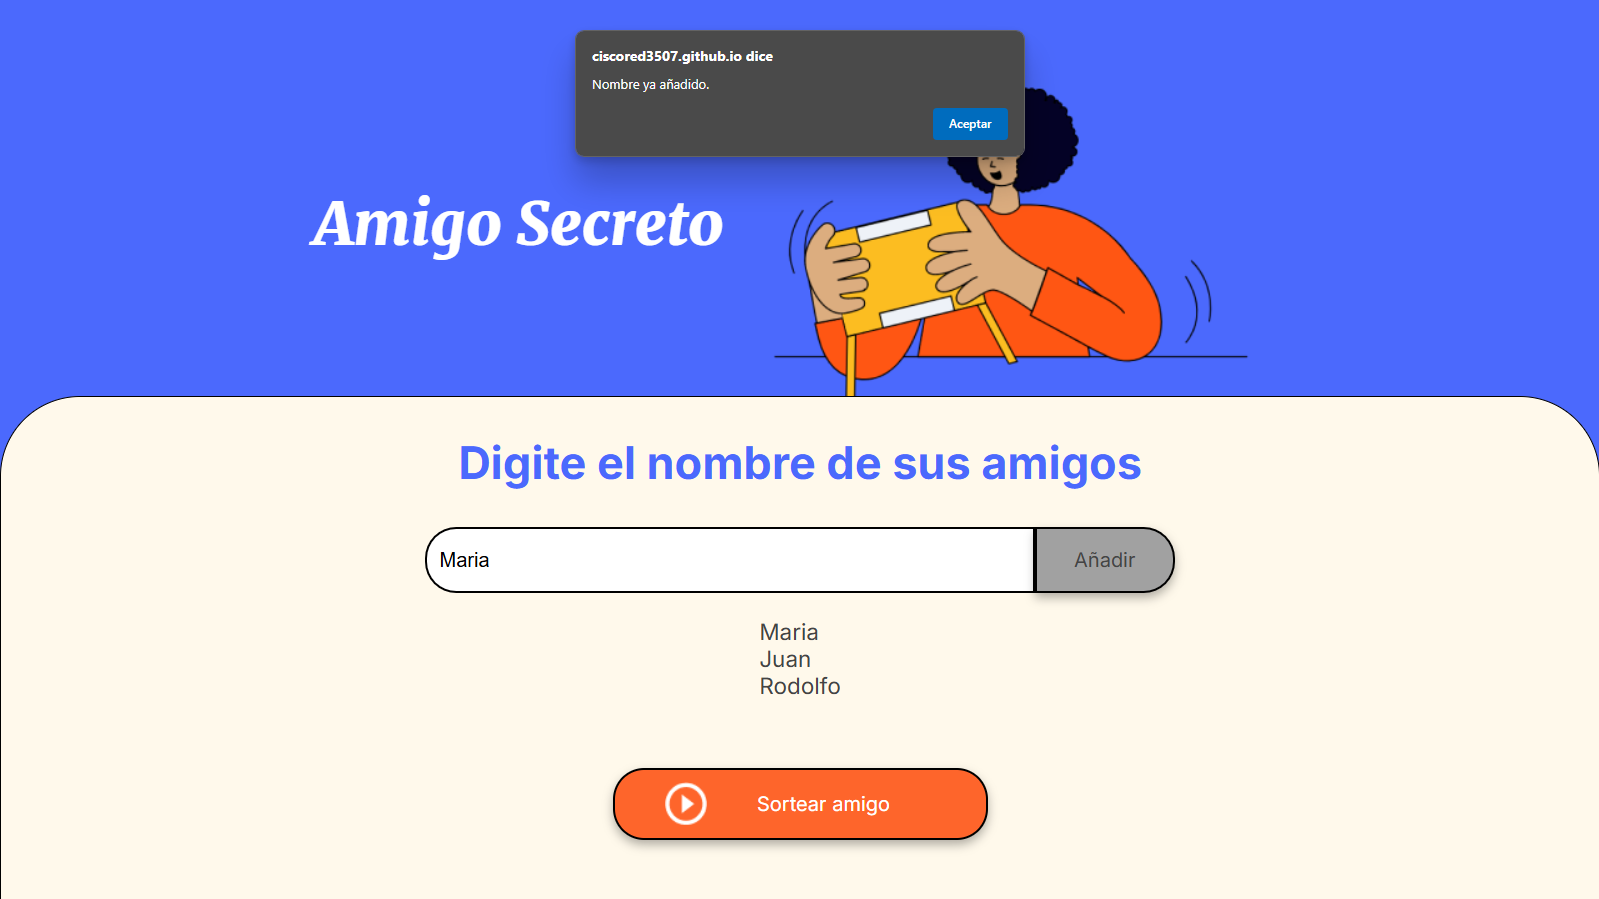 ciscored3507.github.io dice
Nombre ya añadido.
Aceptar
Amigo Secreto
Digite el nombre de sus amigos
Maria
Añadir
Maria
Juan
Rodolfo
Sortear amigo